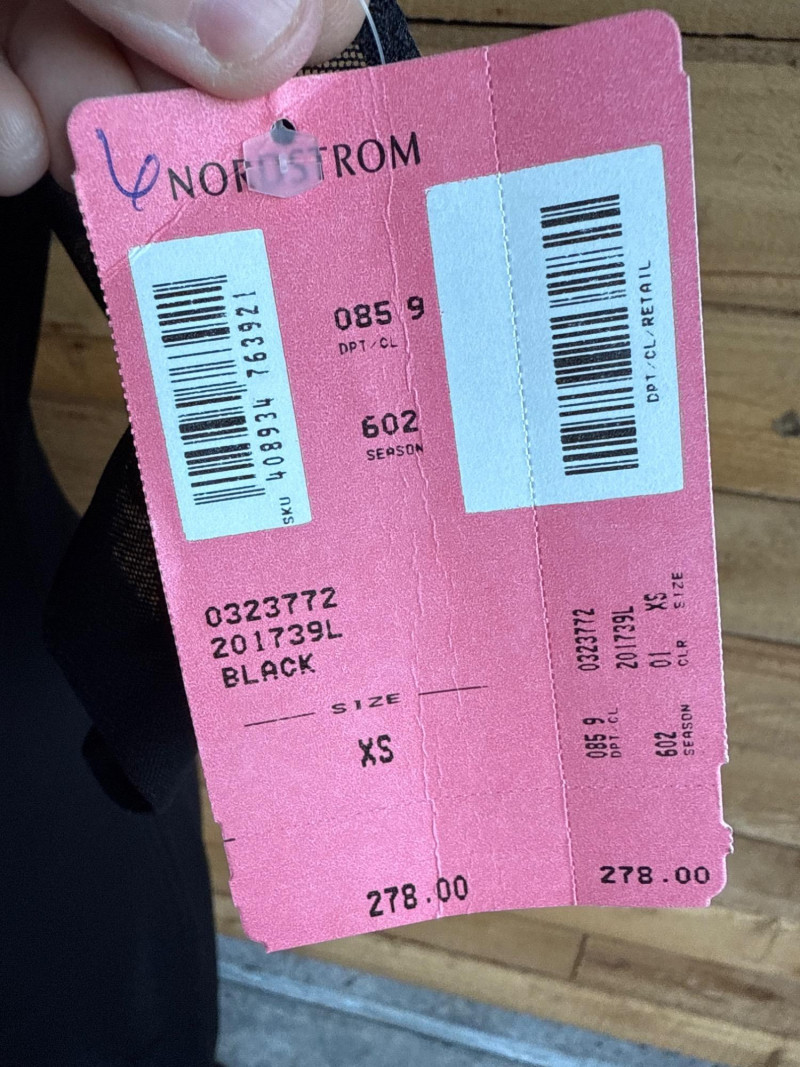 6
NORDSTROM
SKU 408934 763921
085 9
DPT/CL
602
SEASON
DPT/CL/RETAIL
0323772
201739L
BLACK
SIZE
XS
278.00
0323772
201739L
01 XS
CLR SIZE
085 9
DPT CL
602
SEASON
278.00